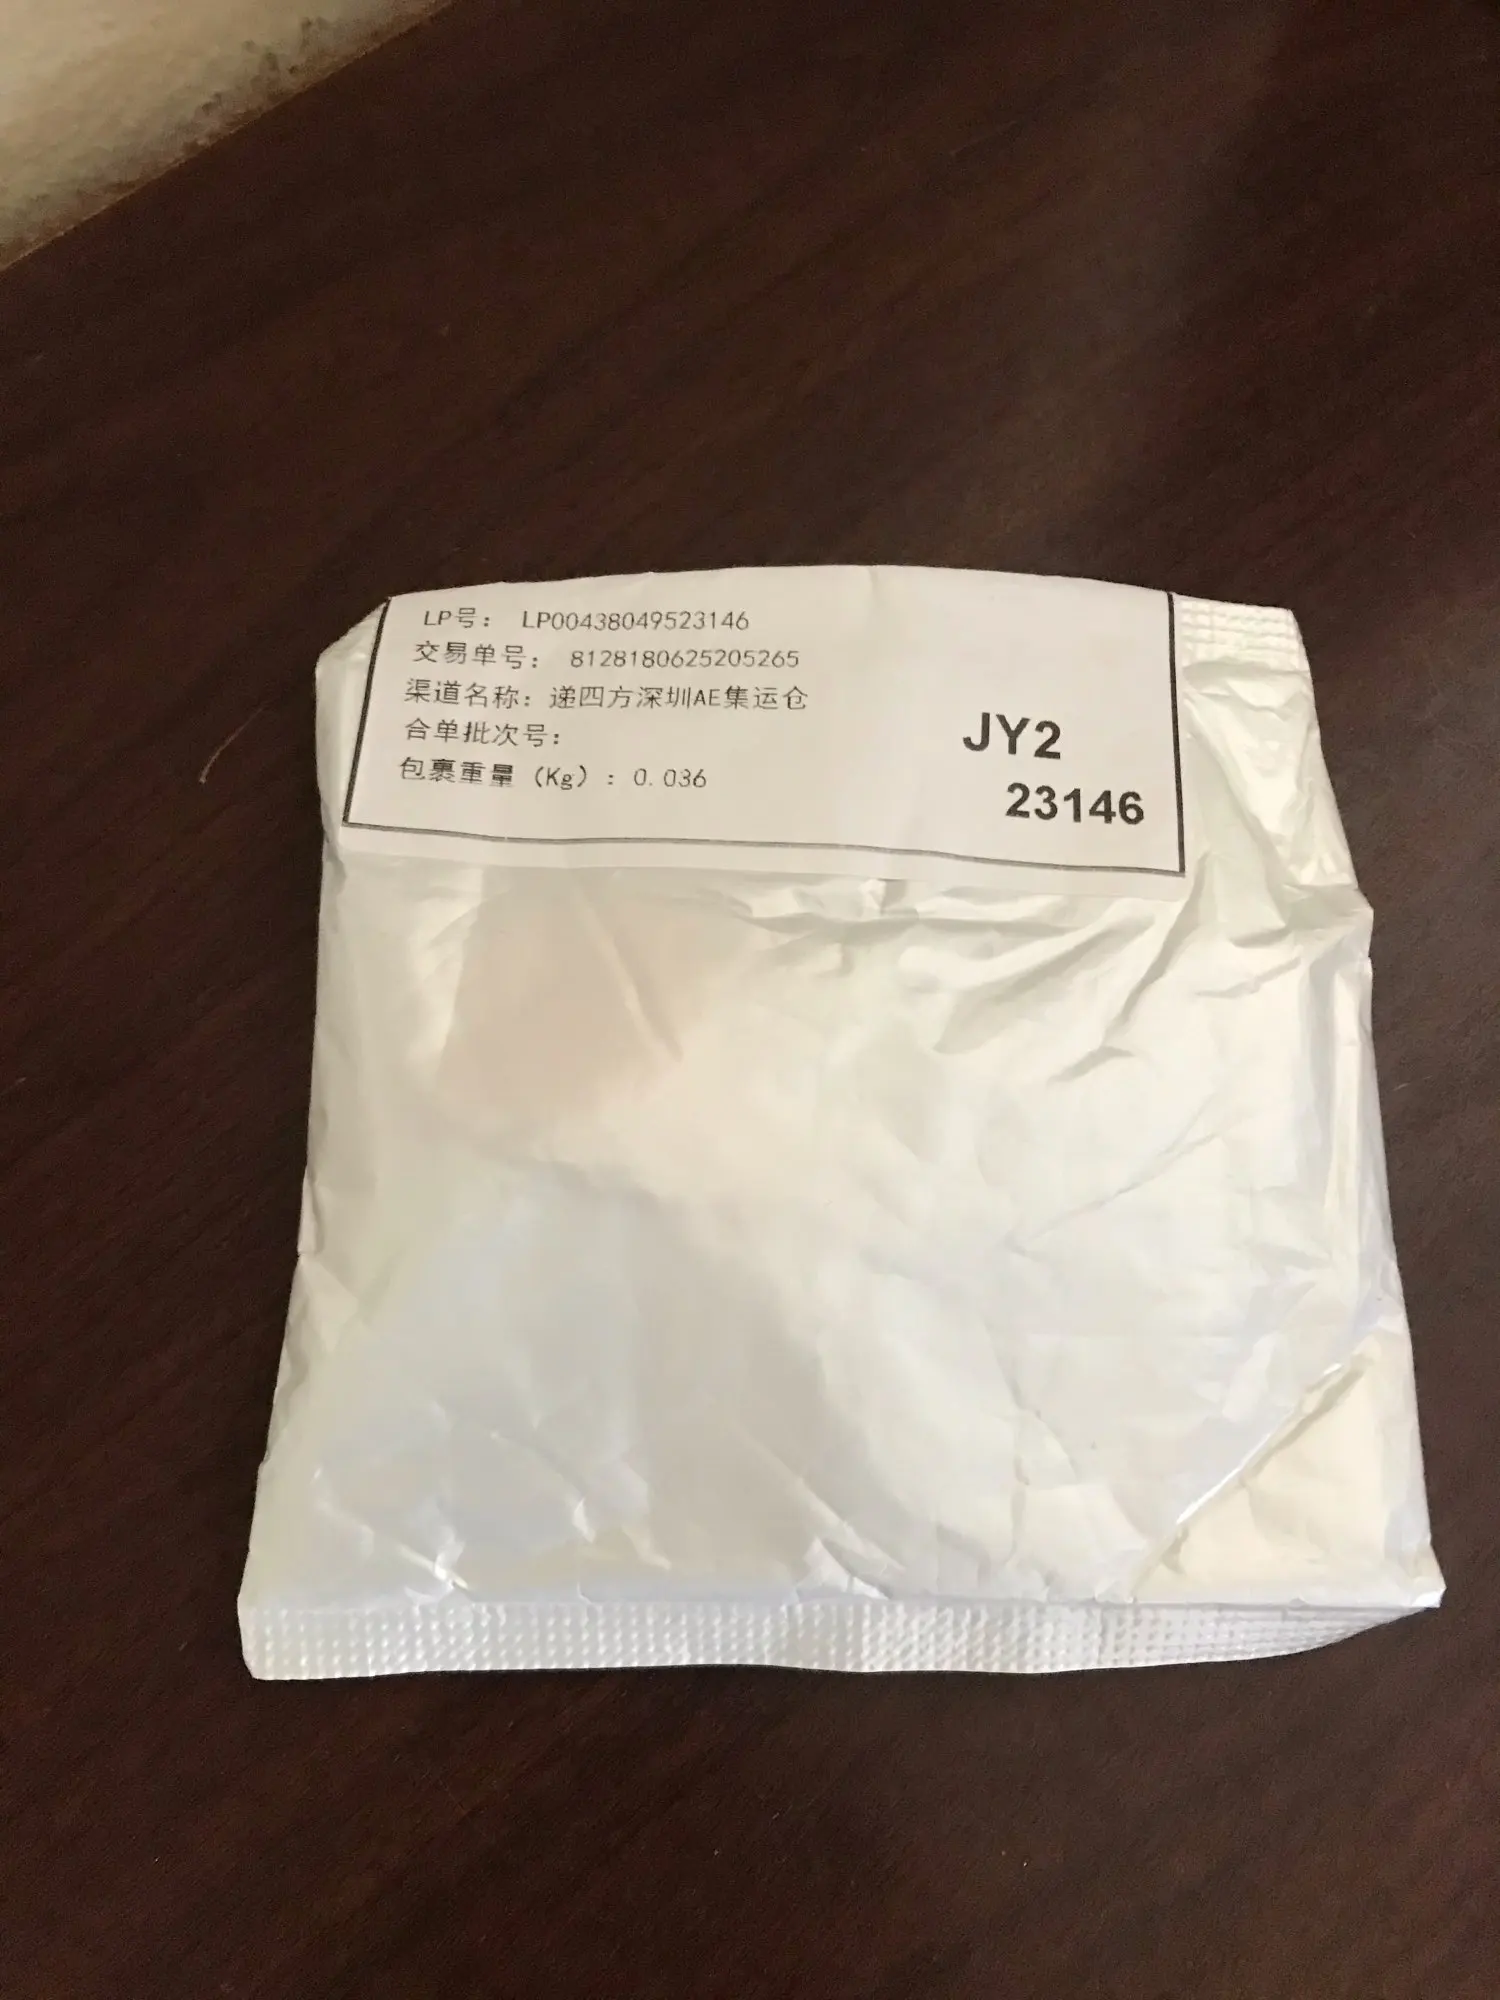 LP号： LP00438049523146
交易单号： 8128180625205265
渠道名称：递四方深圳AE集运仓
合单批次号：
包裹重量（Kg）：0.036
JY2
23146